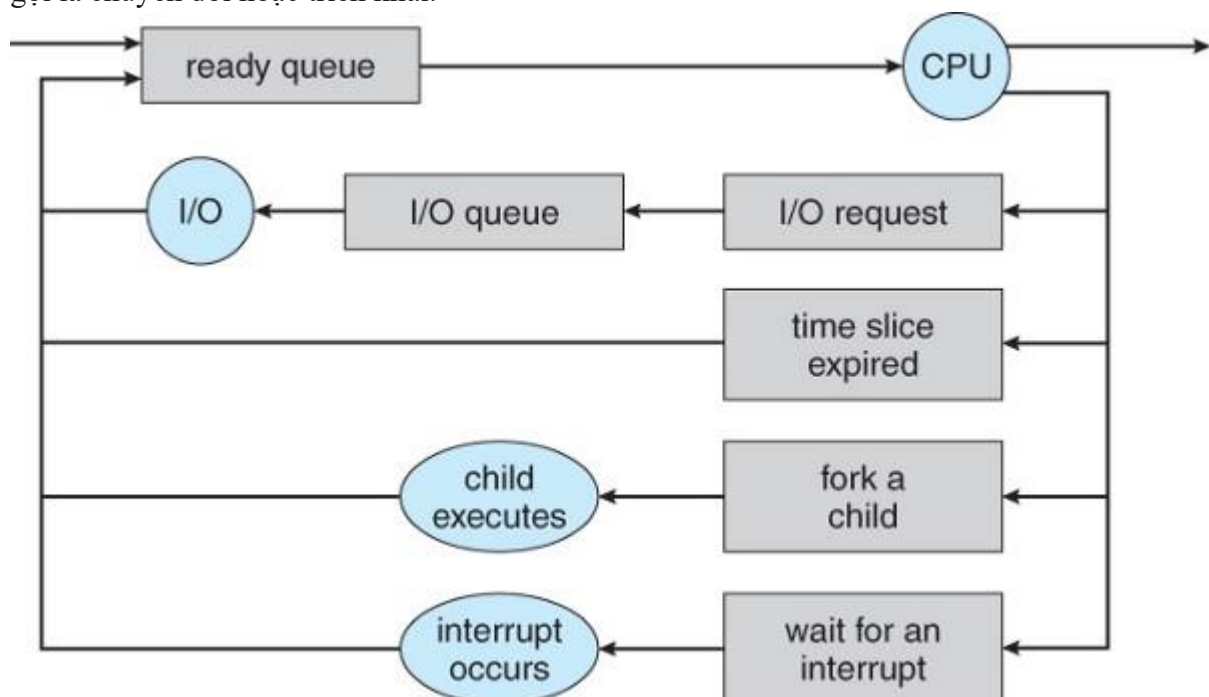 ready queue
CPU
I/O
I/O queue
I/O request
time slice
expired
child
executes
fork a
child
interrupt
occurs
wait for an
interrupt